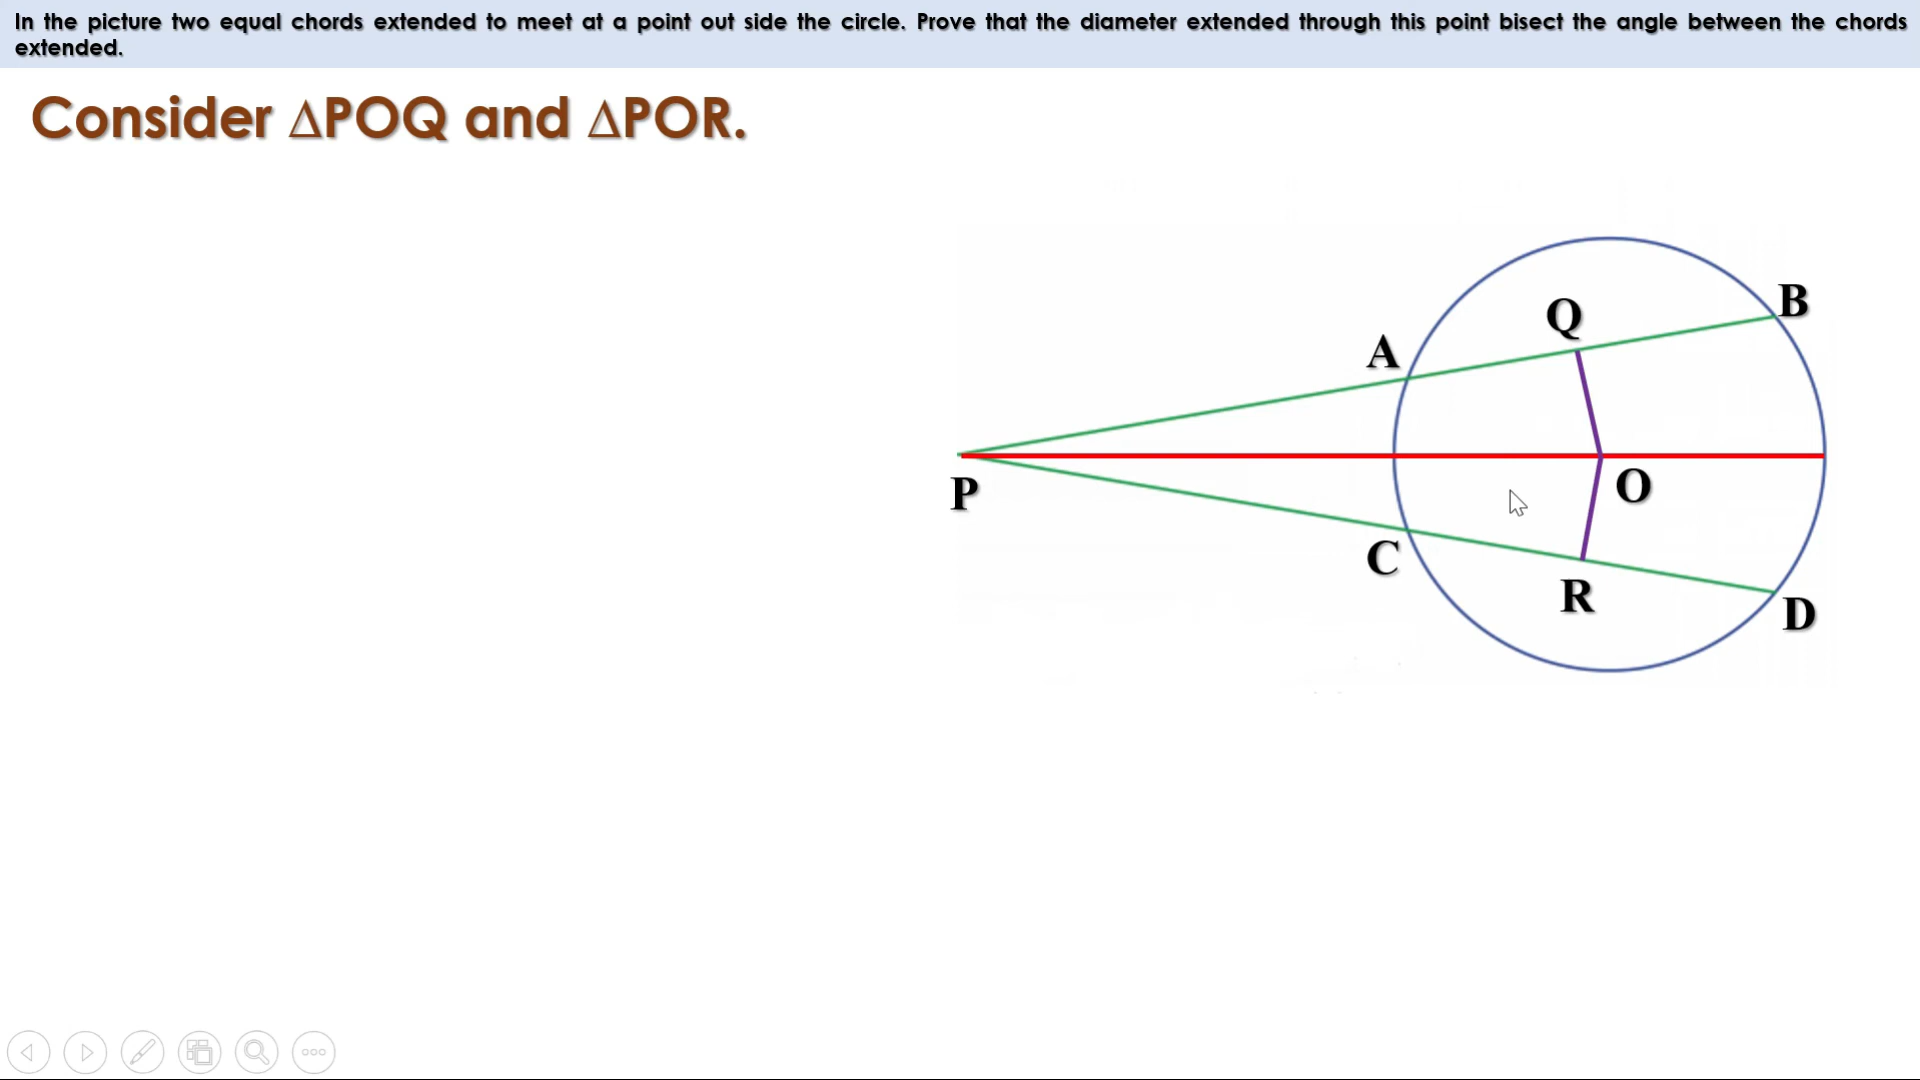 In the picture two equal chords extended to meet at a point out side the circle. Prove that the diameter extended through this point bisect the angle between the chords
extended.
Consider ΔPOQ and ΔPOR.
B
Q
A
P
O
C
R
D